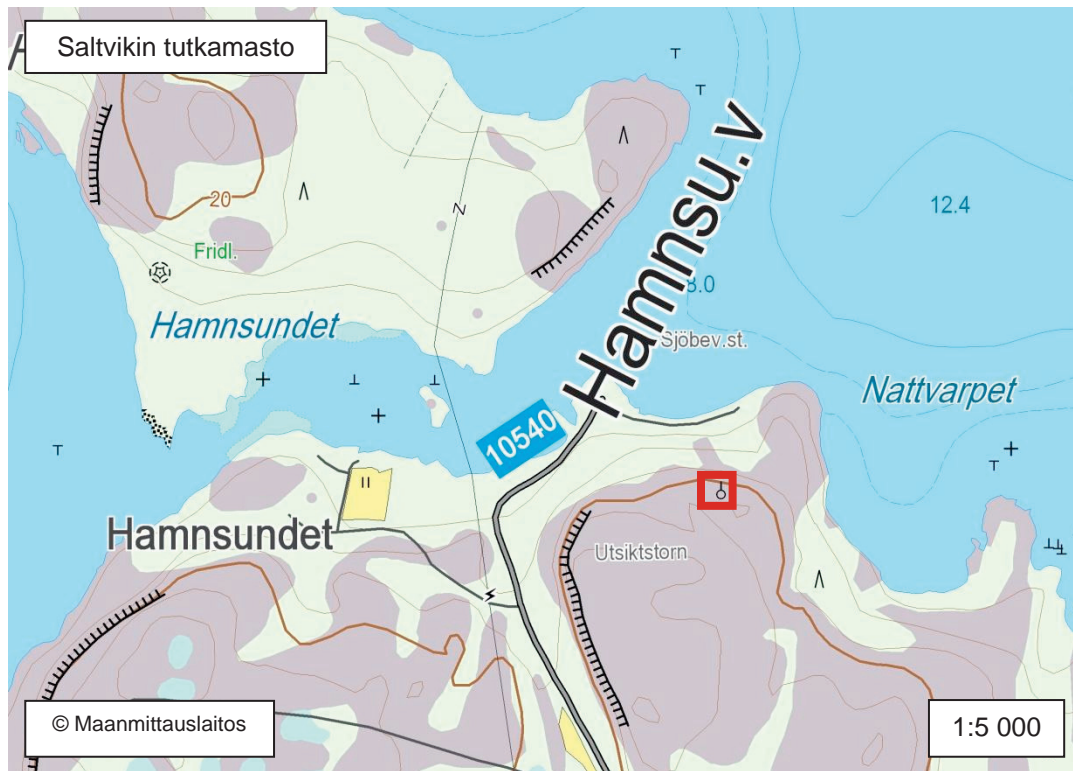 Saltvikin tutkamasto
Hamnsu.v
20
12.4
Fridl.
8.0
Hamnsundet
Sjöbev.st.
Nattvarpet
10540
Hamnsundet
Utsiktstorn
© Maanmittauslaitos
1:5 000